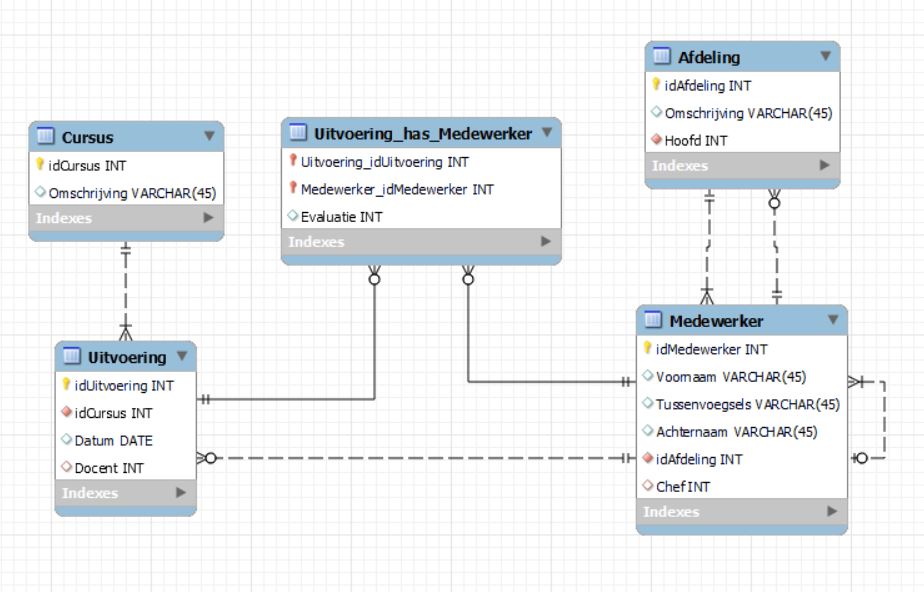 Cursus
idCursus INT
Omschrijving VARCHAR(45)
Indexes
Uitvoering_has_Medewerker
Uitvoering_idUitvoering INT
Medewerker_idMedewerker INT
Evaluatie INT
Indexes
Afdeling
idAfdeling INT
Omschrijving VARCHAR(45)
Hoofd INT
Indexes
Uitvoering
idUitvoering INT
idCursus INT
Datum DATE
Docent INT
Indexes
Medewerker
idMedewerker INT
Voornaam VARCHAR(45)
Tussenvoegsels VARCHAR(45)
Achternaam VARCHAR(45)
idAfdeling INT
Chef INT
Indexes